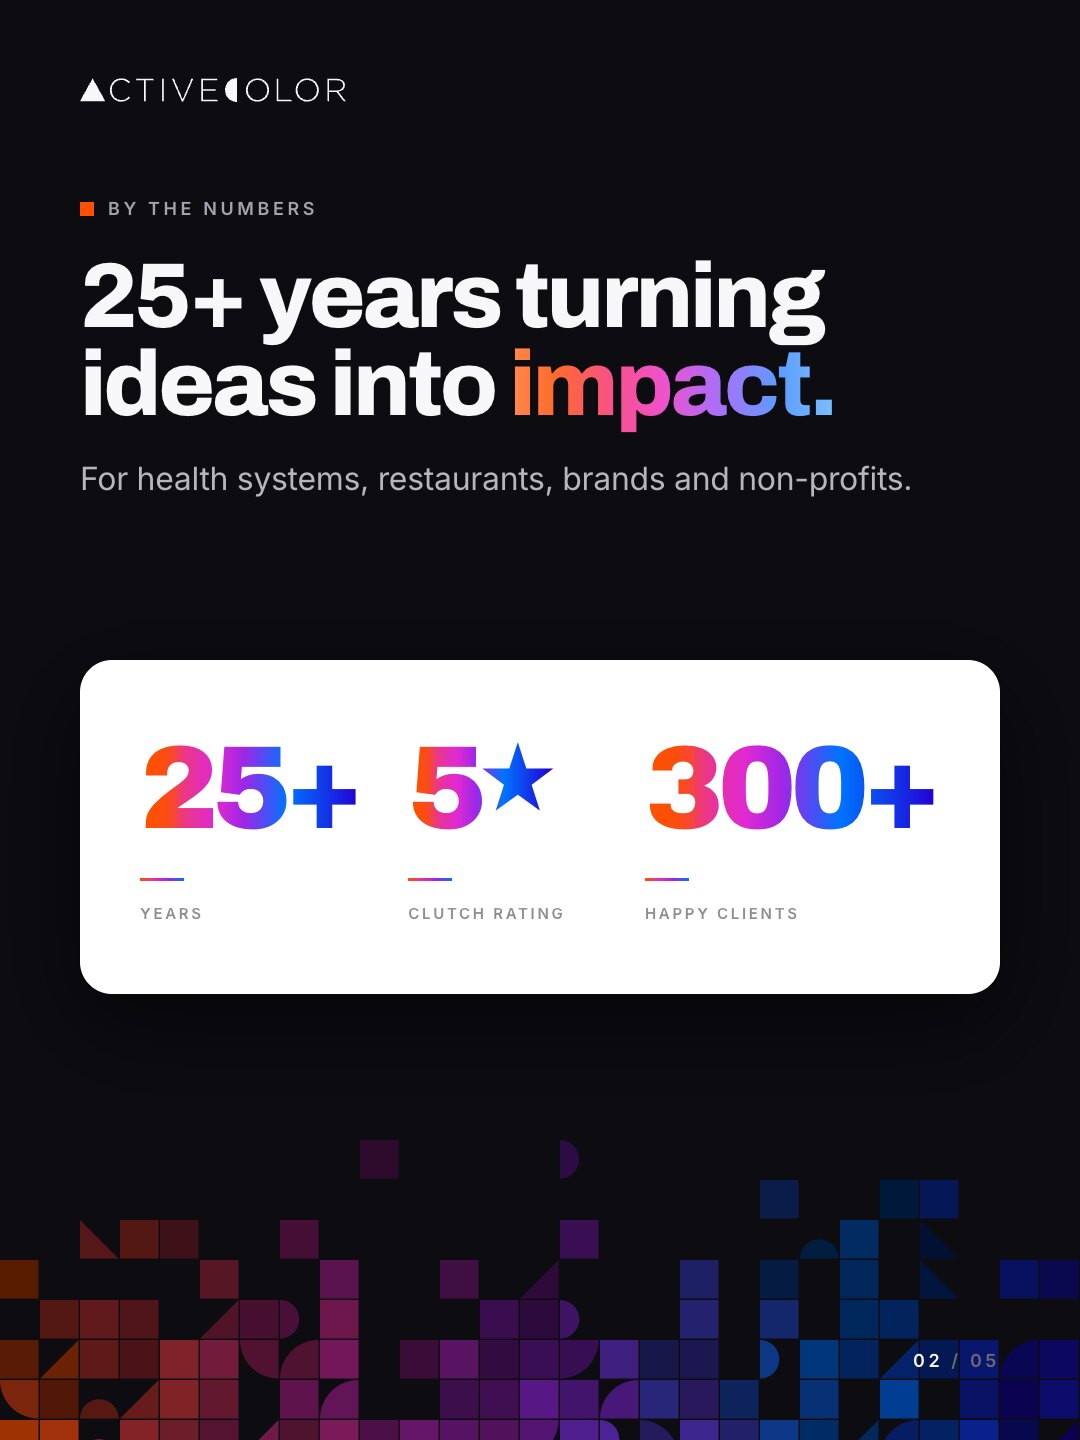 ACTIVECOLOR
BY THE NUMBERS
25+ years turning
ideas into impact.
For health systems, restaurants, brands and non-profits.
25+
YEARS
5★
CLUTCH RATING
300+
HAPPY CLIENTS
02 / 05